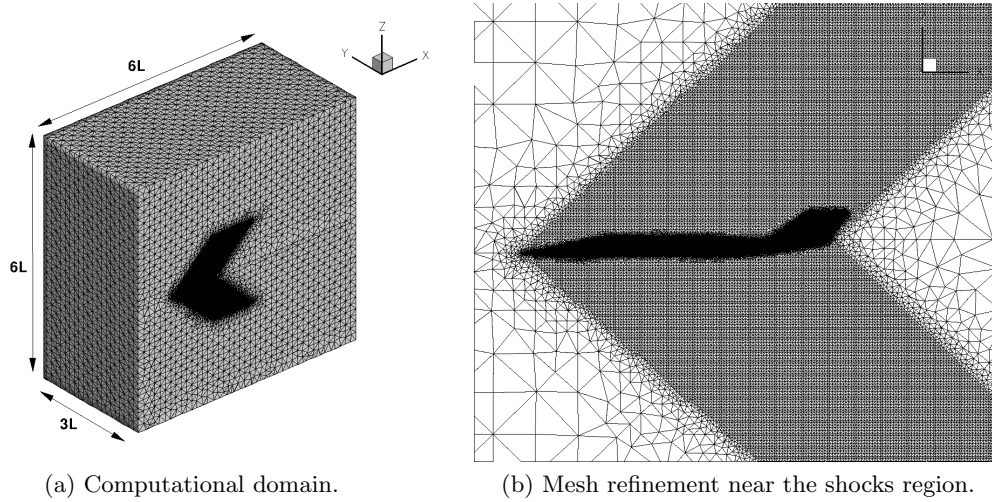 6L
Z
Y
X
6L
3L
(a) Computational domain.
(b) Mesh refinement near the shocks region.